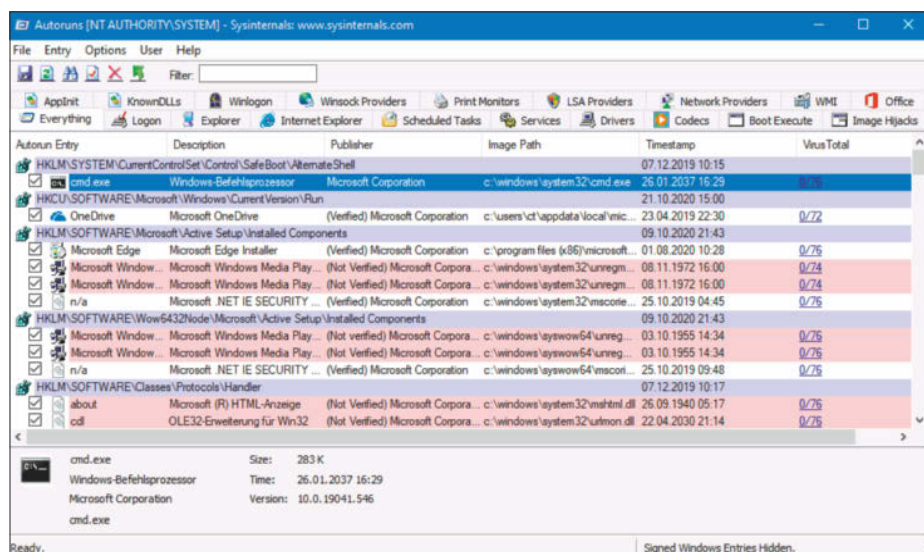 Autoruns [NT AUTHORITY\SYSTEM] - Sysinternals: www.sysinternals.com
File Entry Options User Help
Filter:
AppInit KnownDLLs Winlogon Winsock Providers Print Monitors LSA Providers Network Providers WMI Office
Everything Logon Explorer Internet Explorer Scheduled Tasks Services Drivers Codecs Boot Execute Image Hijacks
Autorun Entry Description Publisher Image Path Timestamp VirusTotal
HKLM\SYSTEM\CurrentControlSet\Control\SafeBoot\AlternateShell 07.12.2019 10:15
cmd.exe Windows-Befehlsprozessor Microsoft Corporation c:\windows\system32\cmd.exe 26.01.2037 16:29
HKCU\SOFTWARE\Microsoft\Windows\CurrentVersion\Run 21.10.2020 15:00
OneDrive Microsoft OneDrive (Verified) Microsoft Corporation c:\users\ct\appdata\local\mic... 23.04.2019 22:30 0/72
HKLM\SOFTWARE\Microsoft\Active Setup\Installed Components 09.10.2020 21:43
Microsoft Edge Microsoft Edge Installer (Verified) Microsoft Corporation c:\program files (x86)\microsoft... 01.08.2020 10:28 0/76
Microsoft Window... Microsoft Windows Media Play... (Not Verified) Microsoft Corpora... c:\windows\system32\unregm... 08.11.1972 16:00 0/74
Microsoft Window... Microsoft Windows Media Play... (Not Verified) Microsoft Corpora... c:\windows\system32\unregm... 08.11.1972 16:00 0/74
n/a Microsoft .NET IE SECURITY ... (Verified) Microsoft Corporation c:\windows\system32\mscorie... 25.10.2019 04:45 0/76
HKLM\SOFTWARE\Wow6432Node\Microsoft\Active Setup\Installed Components 09.10.2020 21:43
Microsoft Window... Microsoft Windows Media Play... (Not verified) Microsoft Corpora... c:\windows\syswow64\unreg... 03.10.1955 14:34 0/76
Microsoft Window... Microsoft Windows Media Play... (Not Verified) Microsoft Corpora... c:\windows\syswow64\unreg... 03.10.1955 14:34 0/76
n/a Microsoft .NET IE SECURITY ... (Verified) Microsoft Corporation c:\windows\syswow64\mscori... 25.10.2019 09:48 0/76
HKLM\SOFTWARE\Classes\Protocols\Handler 07.12.2019 10:17
about Microsoft (R) HTML-Anzeige (Not Verified) Microsoft Corpora... c:\windows\system32\mshtml.dll 26.09.1940 05:17 0/76
cdl OLE32-Erweiterung für Win32 (Not Verified) Microsoft Corpora... c:\windows\system32\urlmon.dll 22.04.2030 21:14 0/76
cmd.exe Size: 283 K
Windows-Befehlsprozessor Time: 26.01.2037 16:29
Microsoft Corporation Version: 10.0.19041.546
cmd.exe
Ready. Signed Windows Entries Hidden.